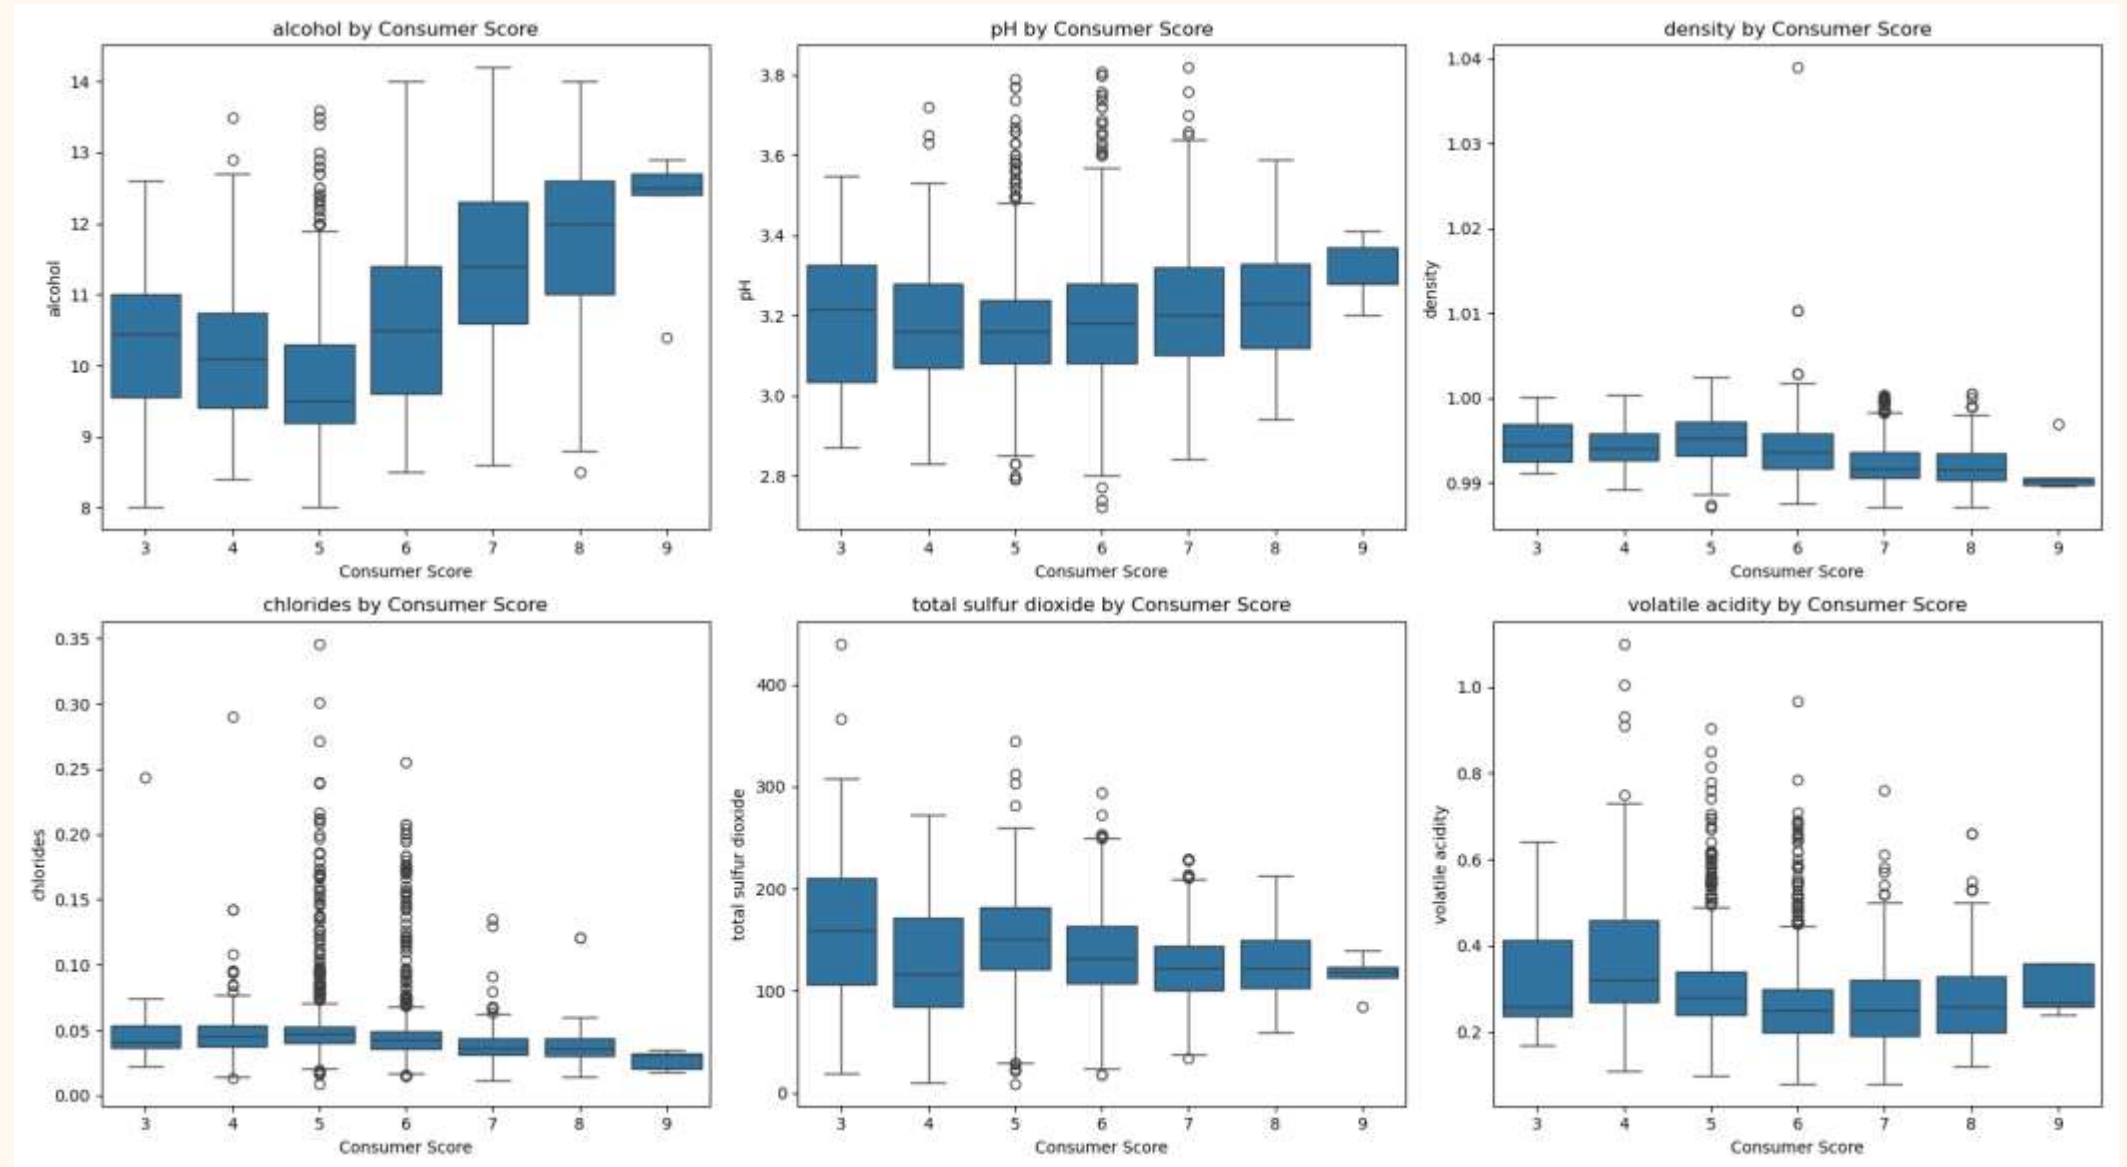 alcohol by Consumer Score
14
13
12
11
10
9
8
alcohol
3 4 5 6 7 8 9
Consumer Score
pH by Consumer Score
3.8
3.6
3.4
3.2
3.0
2.8
pH
3 4 5 6 7 8 9
Consumer Score
density by Consumer Score
1.04
1.03
1.02
1.01
1.00
0.99
density
3 4 5 6 7 8 9
Consumer Score
chlorides by Consumer Score
0.35
0.30
0.25
0.20
0.15
0.10
0.05
0.00
chlorides
3 4 5 6 7 8 9
Consumer Score
total sulfur dioxide by Consumer Score
400
300
200
100
0
total sulfur dioxide
3 4 5 6 7 8 9
Consumer Score
volatile acidity by Consumer Score
1.0
0.8
0.6
0.4
0.2
volatile acidity
3 4 5 6 7 8 9
Consumer Score